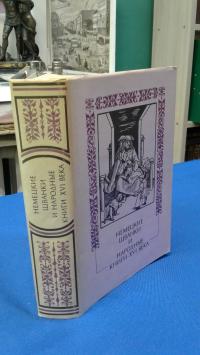 НЕМЕЦКИЕ
ШВАНКИ
И НАРОДНЫЕ
КНИГИ XVI ВЕКА
НЕМЕЦКИЕ
ШВАНКИ
И
НАРОДНЫЕ
КНИГИ XVI ВЕКА